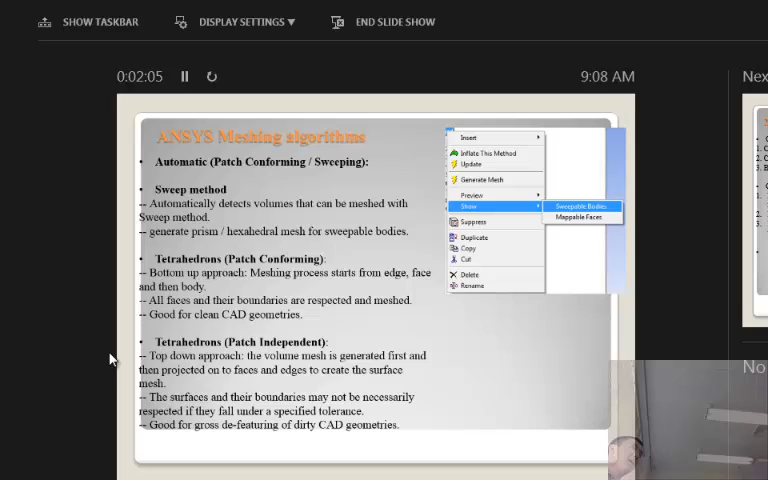 SHOW TASKBAR
DISPLAY SETTINGS ▼
END SLIDE SHOW
0:02:05
9:08 AM
Nex
ANSYS Meshing algorithms
• Automatic (Patch Conforming / Sweeping):
• Sweep method
-- Automatically detects volumes that can be meshed with
Sweep method.
-- generate prism / hexahedral mesh for sweepable bodies.
• Tetrahedrons (Patch Conforming):
-- Bottom up approach: Meshing process starts from edge, face
and then body.
-- All faces and their boundaries are respected and meshed.
-- Good for clean CAD geometries.
• Tetrahedrons (Patch Independent):
-- Top down approach: the volume mesh is generated first and
then projected on to faces and edges to create the surface
mesh.
-- The surfaces and their boundaries may not be necessarily
respected if they fall under a specified tolerance.
-- Good for gross de-featuring of dirty CAD geometries.
Insert
Inflate This Method
Update
Generate Mesh
Preview
Show
Sweepable Bodies
Mappable Faces
Suppress
Duplicate
Copy
Cut
Delete
Rename
No